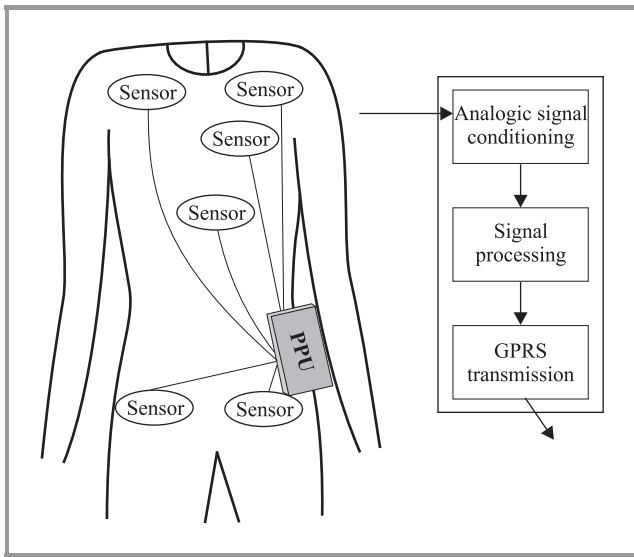 Sensor
Sensor
Sensor
Sensor
PPU
Sensor
Sensor
Analogic signal
conditioning
Signal
processing
GPRS
transmission